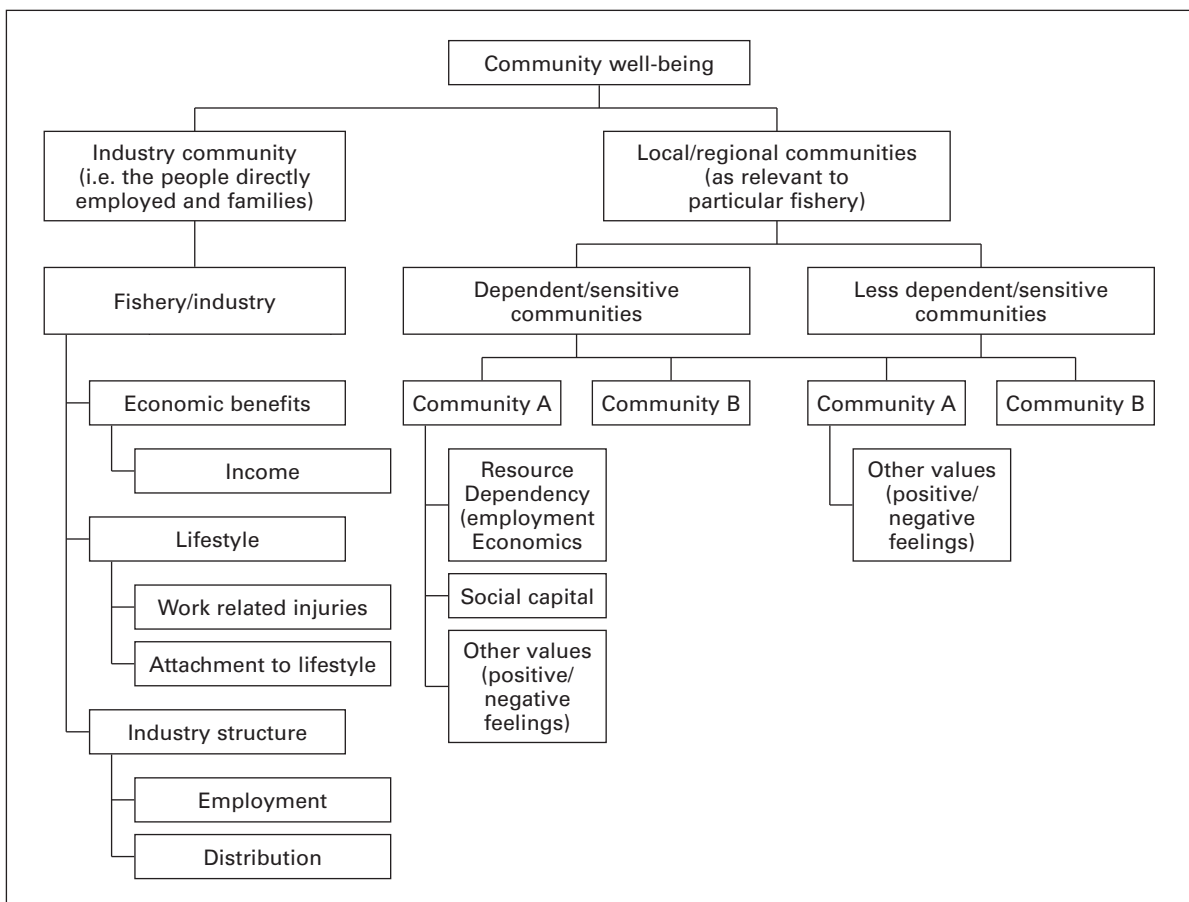 Community well-being
Industry community
(i.e. the people directly
employed and families)
Local/regional communities
(as relevant to
particular fishery)
Fishery/industry
Dependent/sensitive
communities
Less dependent/sensitive
communities
Economic benefits
Community A
Community B
Community A
Community B
Income
Resource
Dependency
(employment
Economics
Other values
(positive/
negative
feelings)
Lifestyle
Work related injuries
Social capital
Attachment to lifestyle
Other values
(positive/
negative
feelings)
Industry structure
Employment
Distribution